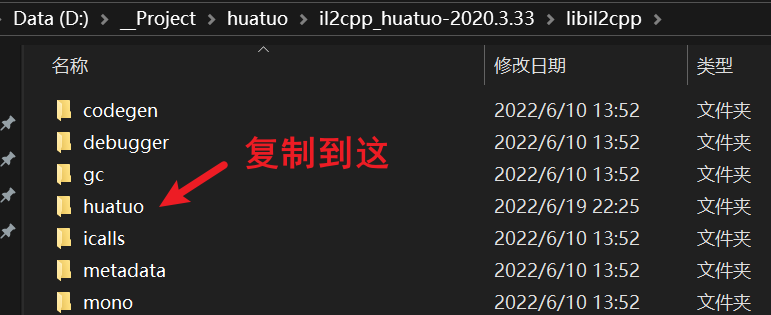 Data (D:) > __Project > huatuo > il2cpp_huatuo-2020.3.33 > libil2cpp >
名称 修改日期 类型
codegen 2022/6/10 13:52 文件夹
debugger 2022/6/10 13:52 文件夹
复制到这
gc 2022/6/10 13:52 文件夹
huatuo 2022/6/19 22:25 文件夹
icalls 2022/6/10 13:52 文件夹
metadata 2022/6/10 13:52 文件夹
mono 2022/6/10 13:52 文件夹